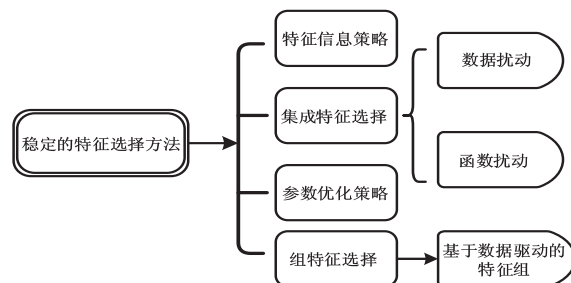 特征信息策略
数据扰动
集成特征选择
稳定的特征选择方法
函数扰动
参数优化策略
组特征选择
基于数据驱动的
特征组